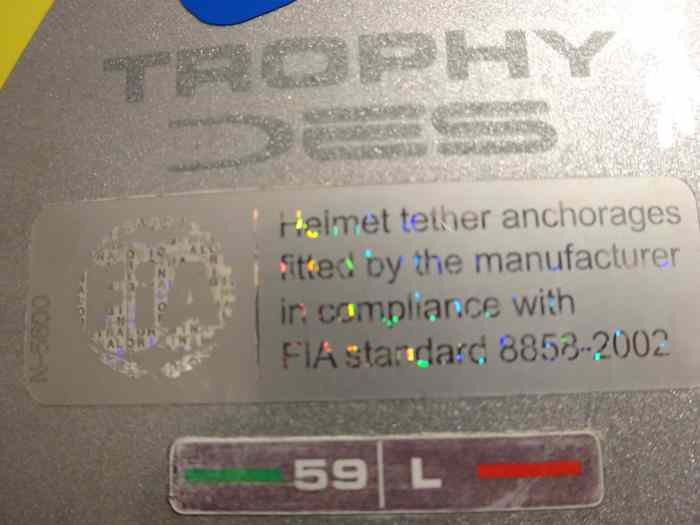 TROPHY
DES
FIA
Helmet tether anchorages
fitted by the manufacturer
in compliance with
FIA standard 8858-2002
59 L